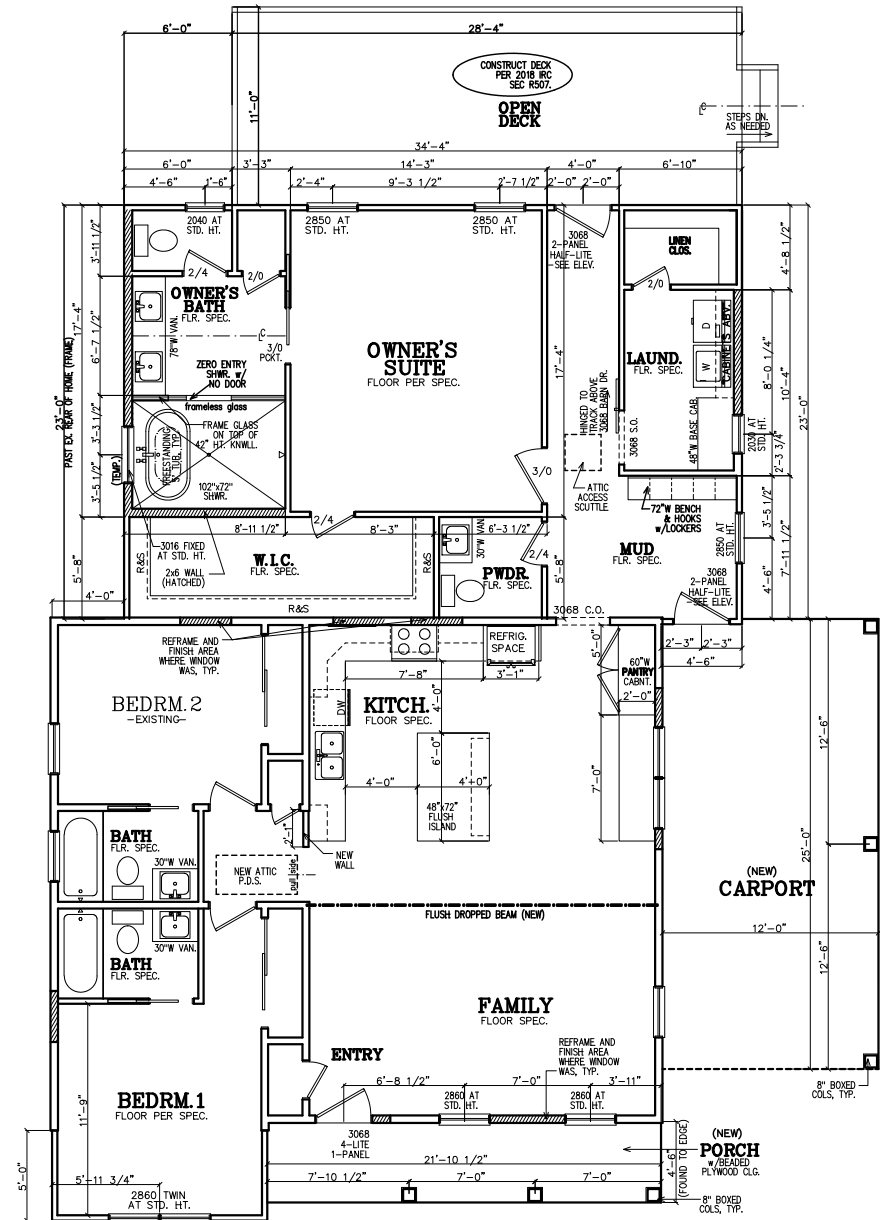 6'-0"
28'-4"
CONSTRUCT DECK
PER 2018 IRC
SEC R507.
OPEN
DECK
11'-0"
STEPS DN.
AS NEEDED
34'-4"
6'-0"
3'-3"
14'-3"
4'-0"
6'-10"
4'-6"
1'-6"
2'-4"
9'-3 1/2"
2'-7 1/2"
2'-0"
2'-0"
2040 AT
STD. HT.
2850 AT
STD. HT.
2850 AT
STD. HT.
3068
2-PANEL
HALF-LITE
-SEE ELEV.
LINEN
CLOS.
3'-11 1/2"
4'-8 1/2"
2/4
2/0
2/0
OWNER'S
BATH
FLR. SPEC.
17'-4"
78"W VAN.
6'-7 1/2"
3/0
PCKT.
OWNER'S
SUITE
FLOOR PER SPEC.
17'-4"
D
W
CABINETS ABV.
LAUND.
FLR. SPEC.
8'-0 1/4"
10'-4"
23'-0"
PAST EX. REAR OF HOME (FRAME)
23'-0"
ZERO ENTRY
SHWR. w/
NO DOOR
frameless glass
FRAME GLASS
ON TOP OF
42" HT. KNWLL.
FREESTANDING
5' TUB, TYP.
102"x72"
SHWR.
3'-3 1/2"
(TEMP.)
3'-5 1/2"
HINGED TO
TRACK ABOVE
3068 BARN DR.
3068 S.O.
48"W BASE CAB.
2030 AT
STD. HT.
2'-3 3/4"
3/0
ATTIC
ACCESS
SCUTTLE
72"W BENCH
& HOOKS
w/LOCKERS
8'-11 1/2"
2/4
8'-3"
6'-3 1/2"
30"W VAN.
2/4
3016 FIXED
AT STD. HT.
2x6 WALL
(HATCHED)
R&S
R&S
R&S
W.I.C.
FLR. SPEC.
PWDR.
FLR. SPEC.
5'-8"
5'-8"
MUD
FLR. SPEC.
2850 AT
STD. HT.
3'-5 1/2"
4'-6"
7'-11 1/2"
3068
2-PANEL
HALF-LITE
-SEE ELEV.
4'-0"
3068 C.O.
2'-3"
2'-3"
4'-6"
REFRAME AND
FINISH AREA
WHERE WINDOW
WAS, TYP.
REFRIG.
SPACE
5'-0"
60"W
PANTRY
CABNT.
2'-0"
7'-8"
3'-1"
BEDRM.2
-EXISTING-
DW
KITCH.
FLOOR SPEC.
4'-0"
6'-0"
4'-0"
4'-0"
48"x72"
FLUSH
ISLAND
7'-0"
12'-6"
25'-0"
BATH
FLR. SPEC.
30"W VAN.
2'-1"
NEW
WALL
NEW ATTIC
P.D.S.
pull side
(NEW)
CARPORT
FLUSH DROPPED BEAM (NEW)
12'-0"
12'-6"
30"W VAN.
BATH
FLR. SPEC.
FAMILY
FLOOR SPEC.
ENTRY
REFRAME AND
FINISH AREA
WHERE WINDOW
WAS, TYP.
6'-8 1/2"
7'-0"
3'-11"
2860 AT
STD. HT.
2860 AT
STD. HT.
8" BOXED
COLS, TYP.
BEDRM.1
FLOOR PER SPEC.
11'-9"
3068
4-LITE
1-PANEL
21'-10 1/2"
4'-6"
(FOUND TO EDGE)
(NEW)
PORCH
w/BEADED
PLYWOOD CLG.
5'-0"
5'-11 3/4"
2860 TWIN
AT STD. HT.
7'-10 1/2"
7'-0"
7'-0"
8" BOXED
COLS, TYP.